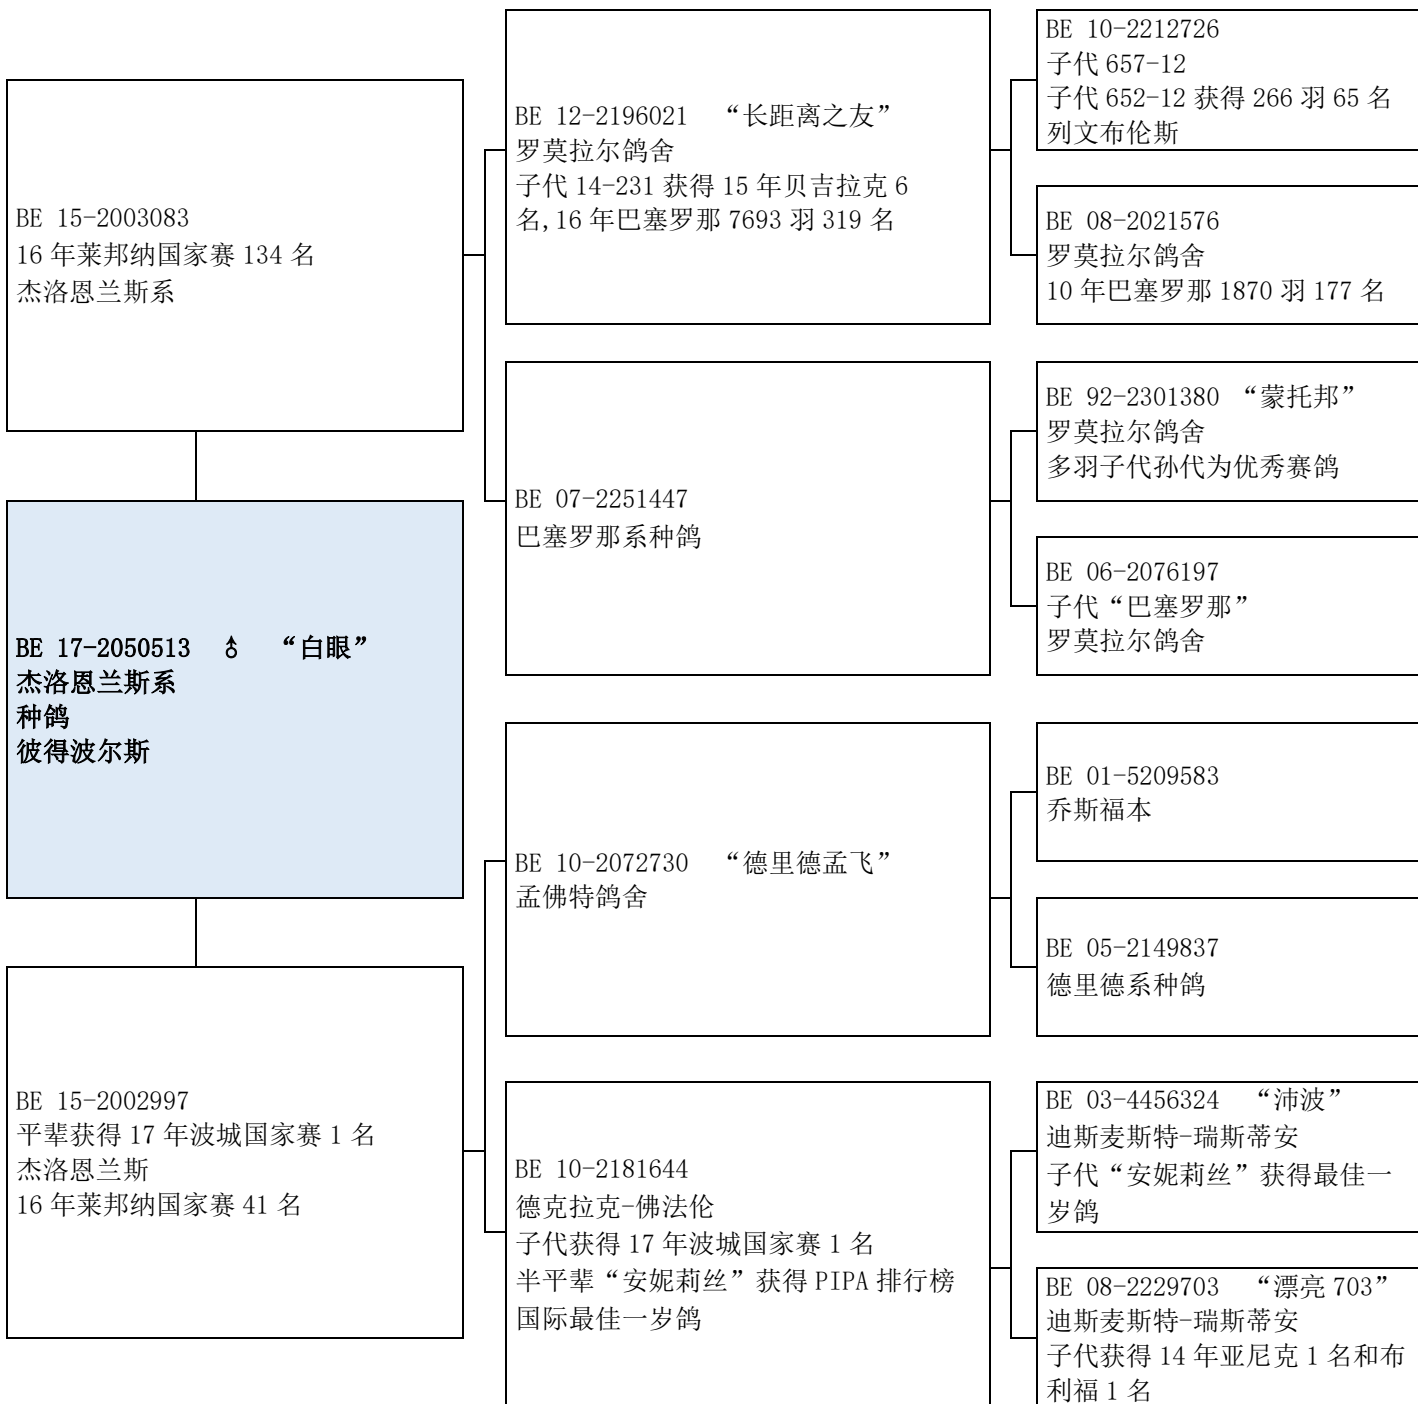 BE 15-2003083
16 年莱邦纳国家赛 134 名
杰洛恩兰斯系
BE 17-2050513 ♁ “白眼”
杰洛恩兰斯系
种鸽
彼得波尔斯
BE 15-2002997
平辈获得 17 年波城国家赛 1 名
杰洛恩兰斯
16 年莱邦纳国家赛 41 名
BE 12-2196021 “长距离之友”
罗莫拉尔鸽舍
子代 14-231 获得 15 年贝吉拉克 6
名,16 年巴塞罗那 7693 羽 319 名
BE 07-2251447
巴塞罗那系种鸽
BE 10-2072730 “德里德孟飞”
孟佛特鸽舍
BE 10-2181644
德克拉克-佛法伦
子代获得 17 年波城国家赛 1 名
半平辈“安妮莉丝”获得 PIPA 排行榜
国际最佳一岁鸽
BE 10-2212726
子代 657-12
子代 652-12 获得 266 羽 65 名
列文布伦斯
BE 08-2021576
罗莫拉尔鸽舍
10 年巴塞罗那 1870 羽 177 名
BE 92-2301380 “蒙托邦”
罗莫拉尔鸽舍
多羽子代孙代为优秀赛鸽
BE 06-2076197
子代“巴塞罗那”
罗莫拉尔鸽舍
BE 01-5209583
乔斯福本
BE 05-2149837
德里德系种鸽
BE 03-4456324 “沛波”
迪斯麦斯特-瑞斯蒂安
子代“安妮莉丝”获得最佳一
岁鸽
BE 08-2229703 “漂亮 703”
迪斯麦斯特-瑞斯蒂安
子代获得 14 年亚尼克 1 名和布
利福 1 名